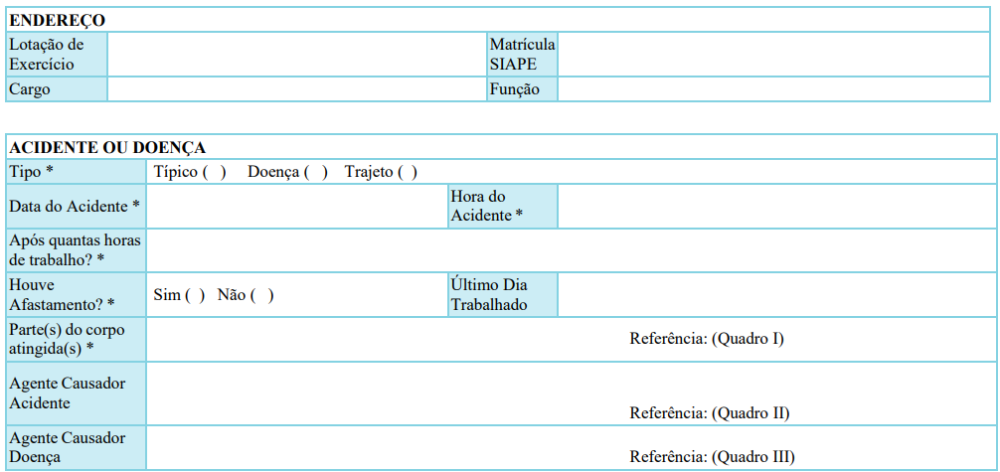 ENDEREÇO
Lotação de
Exercício
Matrícula
SIAPE
Cargo
Função
ACIDENTE OU DOENÇA
Tipo *
Típico (   )     Doença (   )    Trajeto (  )
Data do Acidente *
Hora do
Acidente *
Após quantas horas
de trabalho? *
Houve
Afastamento? *
Sim (  )   Não (   )
Último Dia
Trabalhado
Parte(s) do corpo
atingida(s) *
Referência: (Quadro I)
Agente Causador
Acidente
Referência: (Quadro II)
Agente Causador
Doença
Referência: (Quadro III)